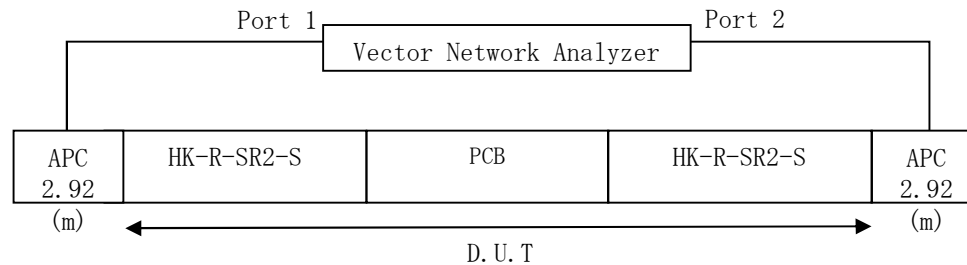 Port 1
Port 2
Vector Network Analyzer
APC
2.92
(m)
HK-R-SR2-S
PCB
HK-R-SR2-S
APC
2.92
(m)
D.U.T